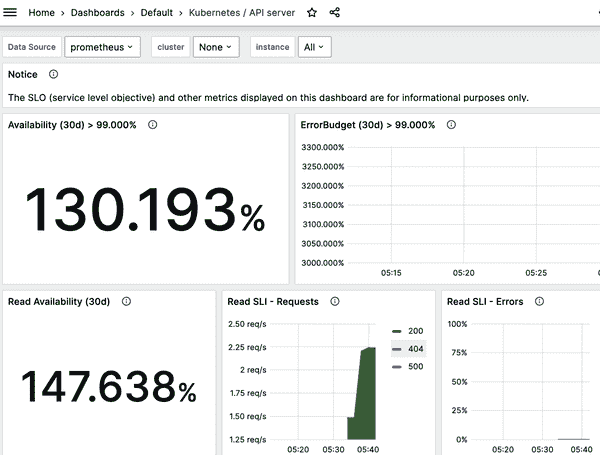 Home > Dashboards > Default > Kubernetes / API server
Data Source prometheus cluster None instance All
Notice
The SLO (service level objective) and other metrics displayed on this dashboard are for informational purposes only.
Availability (30d) > 99.000%
130.193%
ErrorBudget (30d) > 99.000%
3300.000%
3250.000%
3200.000%
3150.000%
3100.000%
3050.000%
3000.000%
05:15 05:20 05:25
Read Availability (30d)
147.638%
Read SLI - Requests
2.50 req/s
2.25 req/s
2 req/s
1.75 req/s
1.50 req/s
1.25 req/s
05:20 05:30 05:40
200
404
500
Read SLI - Errors
100%
75%
50%
25%
0%
05:20 05:30 05:40